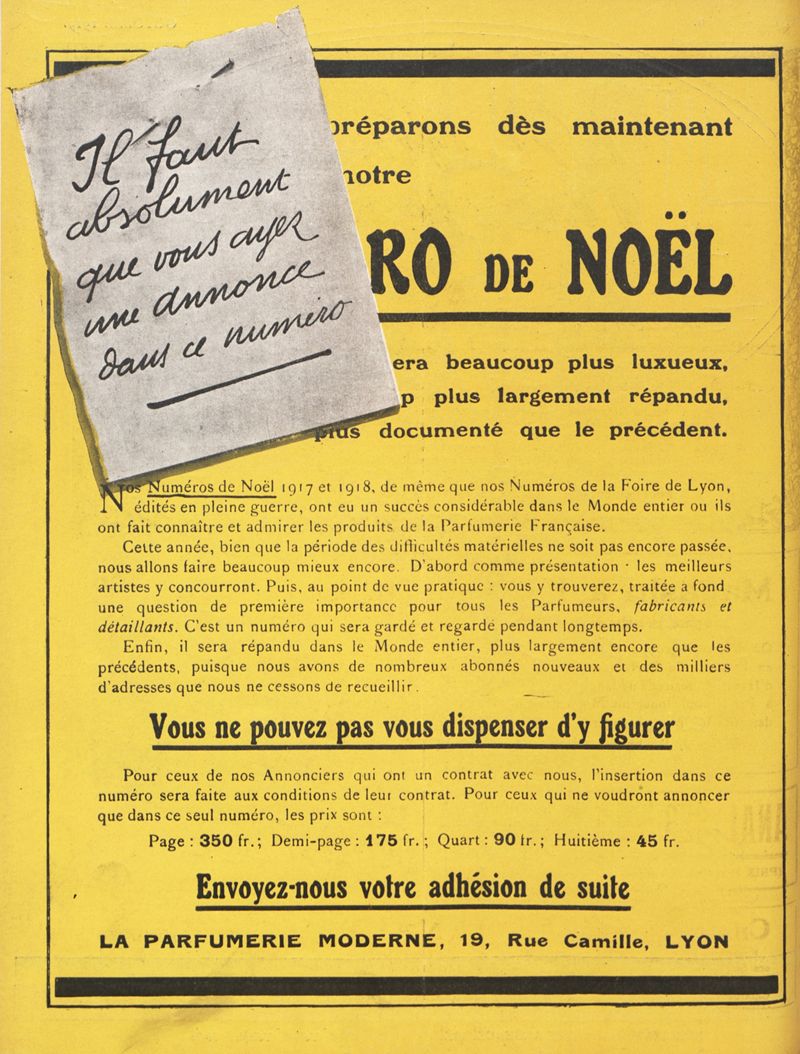 Il faut
absolument
que vous ayez
une annonce
dans ce numéro
préparons dès maintenant
notre
RO DE NOËL
era beaucoup plus luxueux,
p plus largement répandu,
plus documenté que le précédent.
Nos Numéros de Noël 1917 et 1918, de même que nos Numéros de la Foire de Lyon,
édités en pleine guerre, ont eu un succès considérable dans le Monde entier ou ils
ont fait connaître et admirer les produits de la Parfumerie Française.
Cette année, bien que la période des difficultés matérielles ne soit pas encore passée,
nous allons faire beaucoup mieux encore. D'abord comme présentation : les meilleurs
artistes y concourront. Puis, au point de vue pratique : vous y trouverez, traitée a fond
une question de première importance pour tous les Parfumeurs, fabricants et
détaillants. C'est un numéro qui sera gardé et regardé pendant longtemps.
Enfin, il sera répandu dans le Monde entier, plus largement encore que les
précédents, puisque nous avons de nombreux abonnés nouveaux et des milliers
d'adresses que nous ne cessons de recueillir.
Vous ne pouvez pas vous dispenser d'y figurer
Pour ceux de nos Annonciers qui ont un contrat avec nous, l'insertion dans ce
numéro sera faite aux conditions de leur contrat. Pour ceux qui ne voudront annoncer
que dans ce seul numéro, les prix sont :
Page : 350 fr. ; Demi-page : 175 fr. ; Quart : 90 fr. ; Huitième : 45 fr.
Envoyez-nous votre adhésion de suite
LA PARFUMERIE MODERNE, 19, Rue Camille, LYON